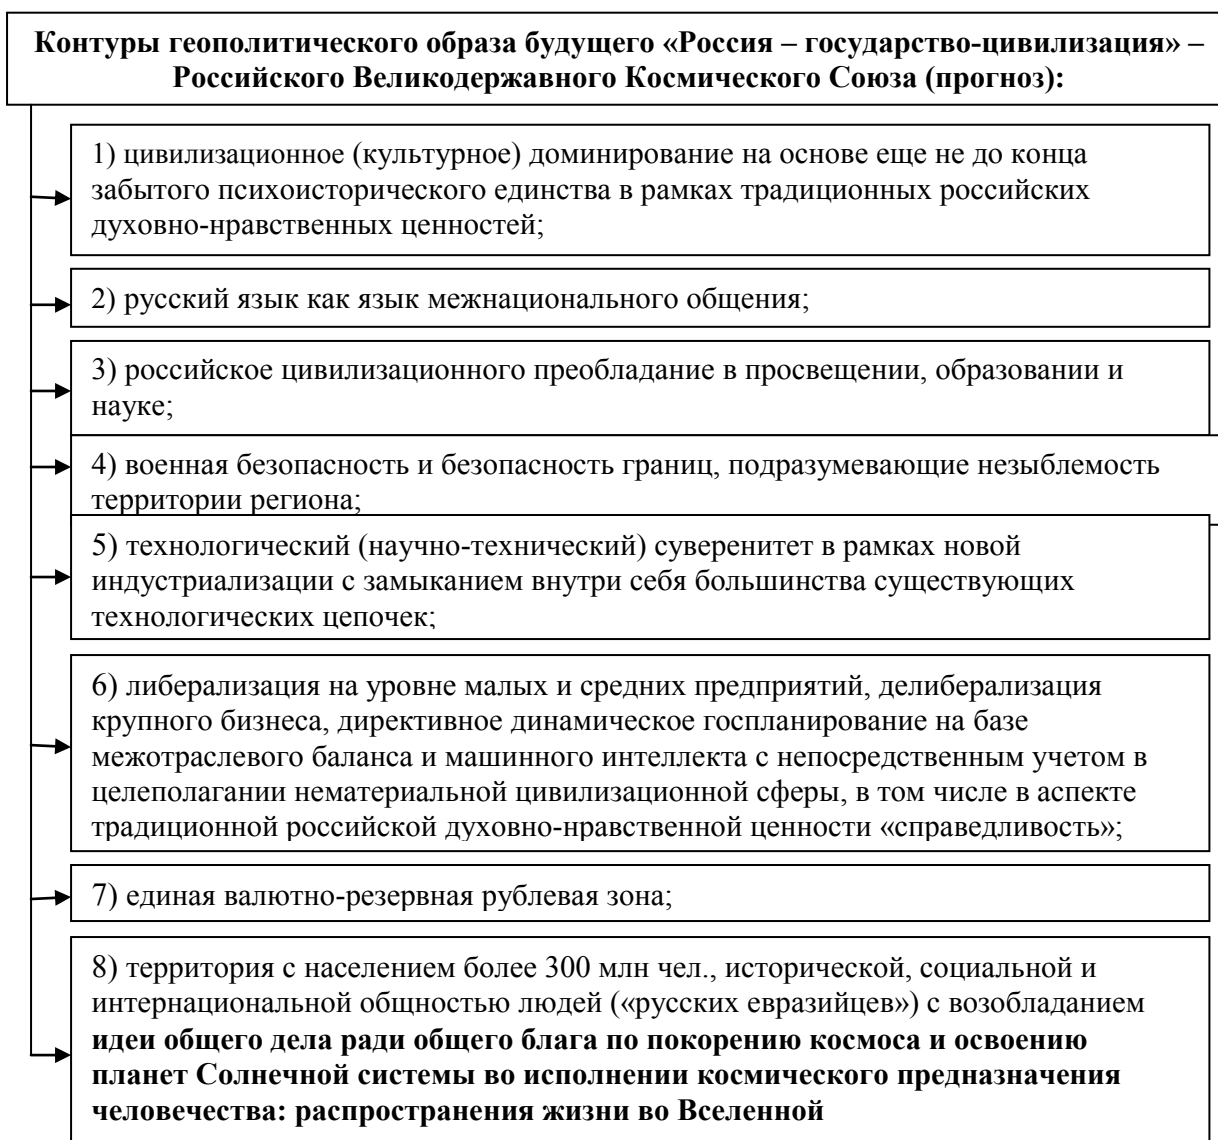 Контуры геополитического образа будущего «Россия – государство-цивилизация» –
Российского Великодержавного Космического Союза (прогноз):
1) цивилизационное (культурное) доминирование на основе еще не до конца
забытого психоисторического единства в рамках традиционных российских
духовно-нравственных ценностей;
2) русский язык как язык межнационального общения;
3) российское цивилизационного преобладание в просвещении, образовании и
науке;
4) военная безопасность и безопасность границ, подразумевающие незыблемость
территории региона;
5) технологический (научно-технический) суверенитет в рамках новой
индустриализации с замыканием внутри себя большинства существующих
технологических цепочек;
6) либерализация на уровне малых и средних предприятий, делиберализация
крупного бизнеса, директивное динамическое госпланирование на базе
межотраслевого баланса и машинного интеллекта с непосредственным учетом в
целеполагании нематериальной цивилизационной сферы, в том числе в аспекте
традиционной российской духовно-нравственной ценности «справедливость»;
7) единая валютно-резервная рублевая зона;
8) территория с населением более 300 млн чел., исторической, социальной и
интернациональной общностью людей («русских евразийцев») с возобладанием
идеи общего дела ради общего блага по покорению космоса и освоению
планет Солнечной системы во исполнении космического предназначения
человечества: распространения жизни во Вселенной